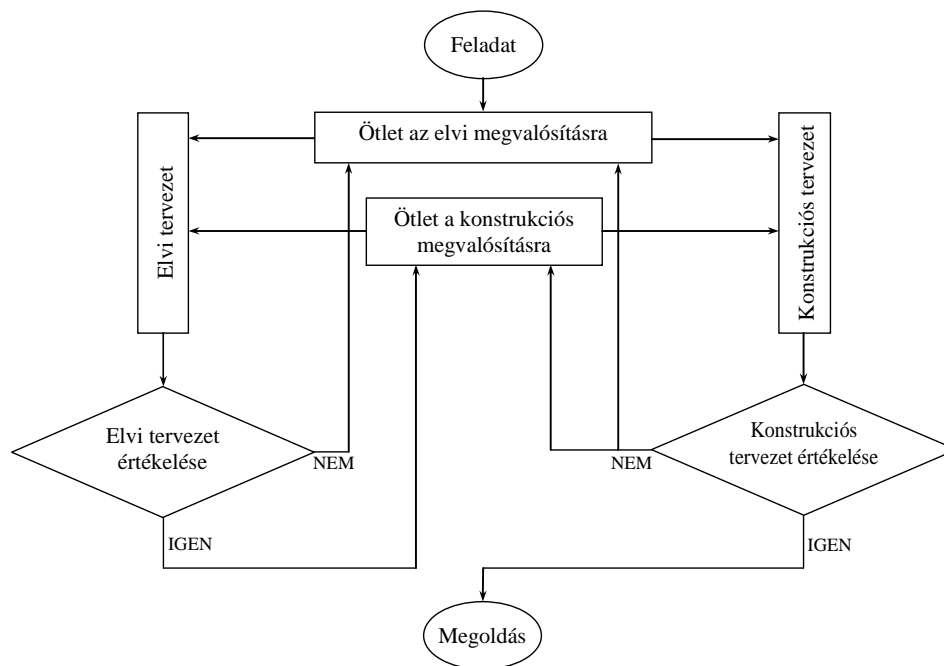 Feladat
Ötlet az elvi megvalósításra
Elvi tervezet
Konstrukciós tervezet
Ötlet a konstrukciós
megvalósításra
Elvi tervezet
értékelése
NEM
NEM
Konstrukciós
tervezet értékelése
IGEN
IGEN
Megoldás